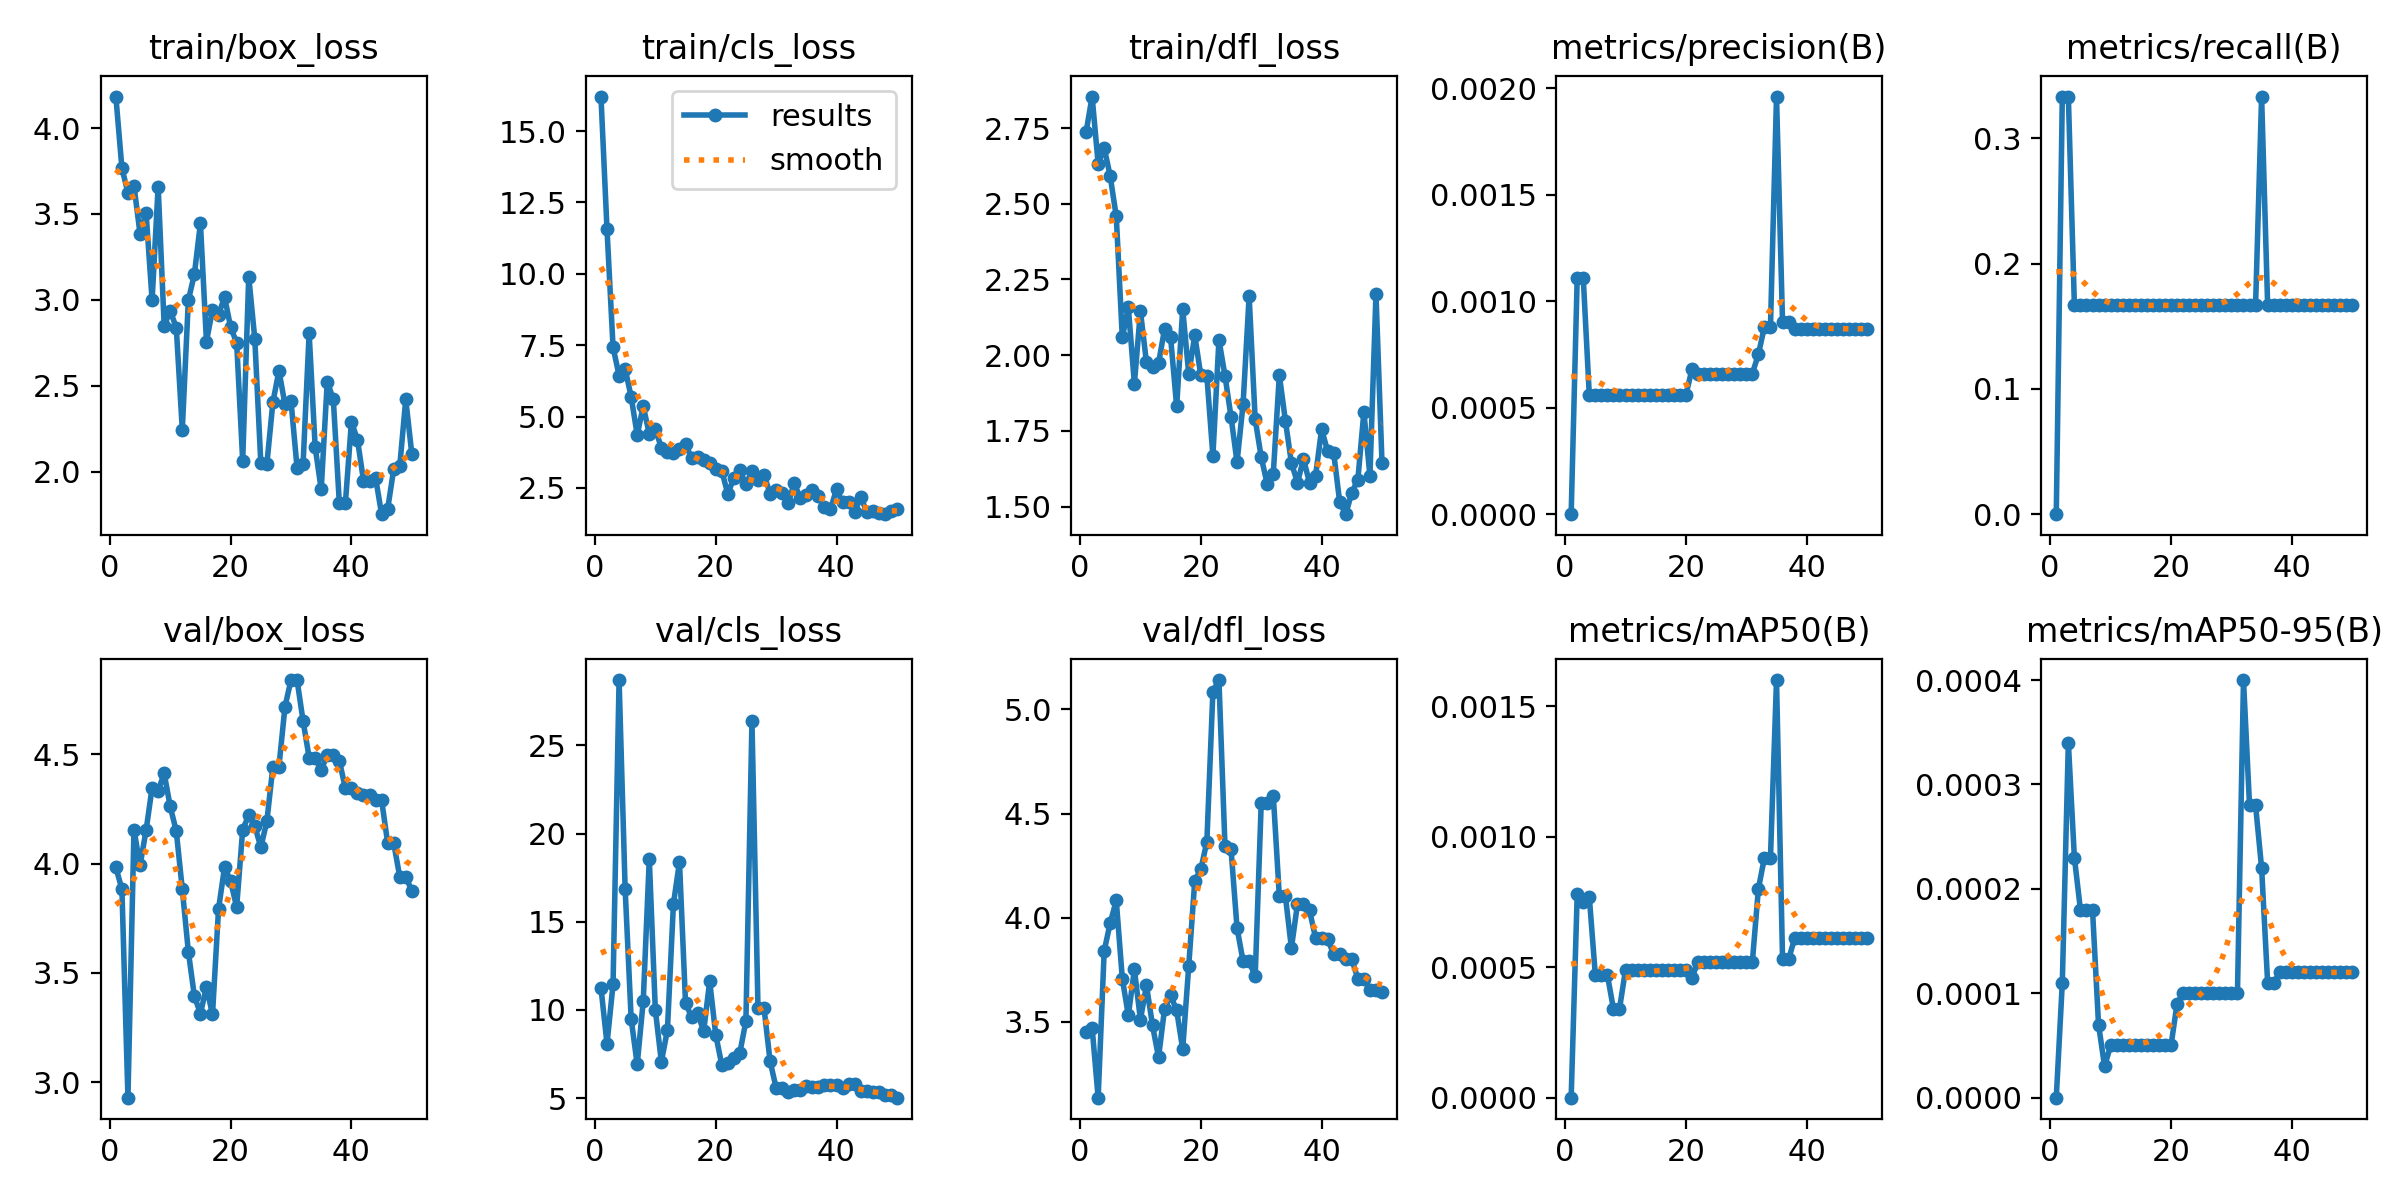 train/box_loss
train/cls_loss
train/dfl_loss
metrics/precision(B)
metrics/recall(B)
4.0
3.5
3.0
2.5
2.0
0 20 40
results
smooth
15.0
12.5
10.0
7.5
5.0
2.5
0 20 40
2.75
2.50
2.25
2.00
1.75
1.50
0 20 40
0.0020
0.0015
0.0010
0.0005
0.0000
0 20 40
0.3
0.2
0.1
0.0
0 20 40
val/box_loss
val/cls_loss
val/dfl_loss
metrics/mAP50(B)
metrics/mAP50-95(B)
4.5
4.0
3.5
3.0
0 20 40
25
20
15
10
5
0 20 40
5.0
4.5
4.0
3.5
0 20 40
0.0015
0.0010
0.0005
0.0000
0 20 40
0.0004
0.0003
0.0002
0.0001
0.0000
0 20 40